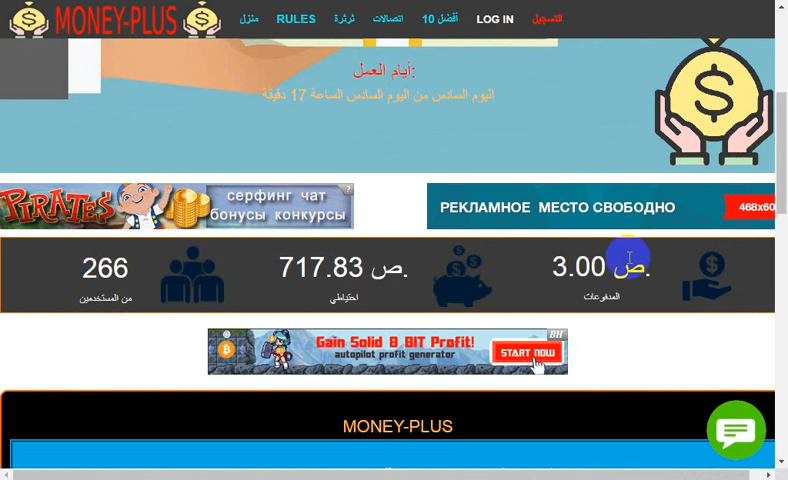 MONEY-PLUS
منزل
RULES
ثرثرة
اتصالات
أفضل 10
LOG IN
التسجيل
أيام العمل:
اليوم السادس من اليوم السادس الساعة 17 دقيقة
PIRATE$
серфинг чат
бонусы конкурсы
?
РЕКЛАМНОЕ МЕСТО СВОБОДНО
468x60
266
من المستخدمين
717.83 ص.
احتياطي
3.00 ص.
المدفوعات
Gain Solid 8 BIT Profit!
autopilot profit generator
START NOW
BH
MONEY-PLUS